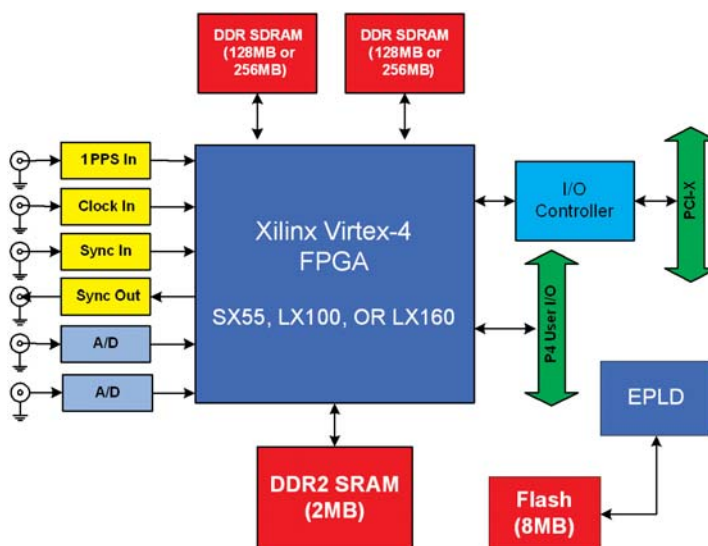 DDR SDRAM
(128MB or
256MB)
DDR SDRAM
(128MB or
256MB)
1PPS In
Clock In
Sync In
Sync Out
A/D
A/D
Xilinx Virtex-4
FPGA
SX55, LX100, OR LX160
I/O
Controller
PCI-X
P4 User I/O
EPLD
DDR2 SRAM
(2MB)
Flash
(8MB)